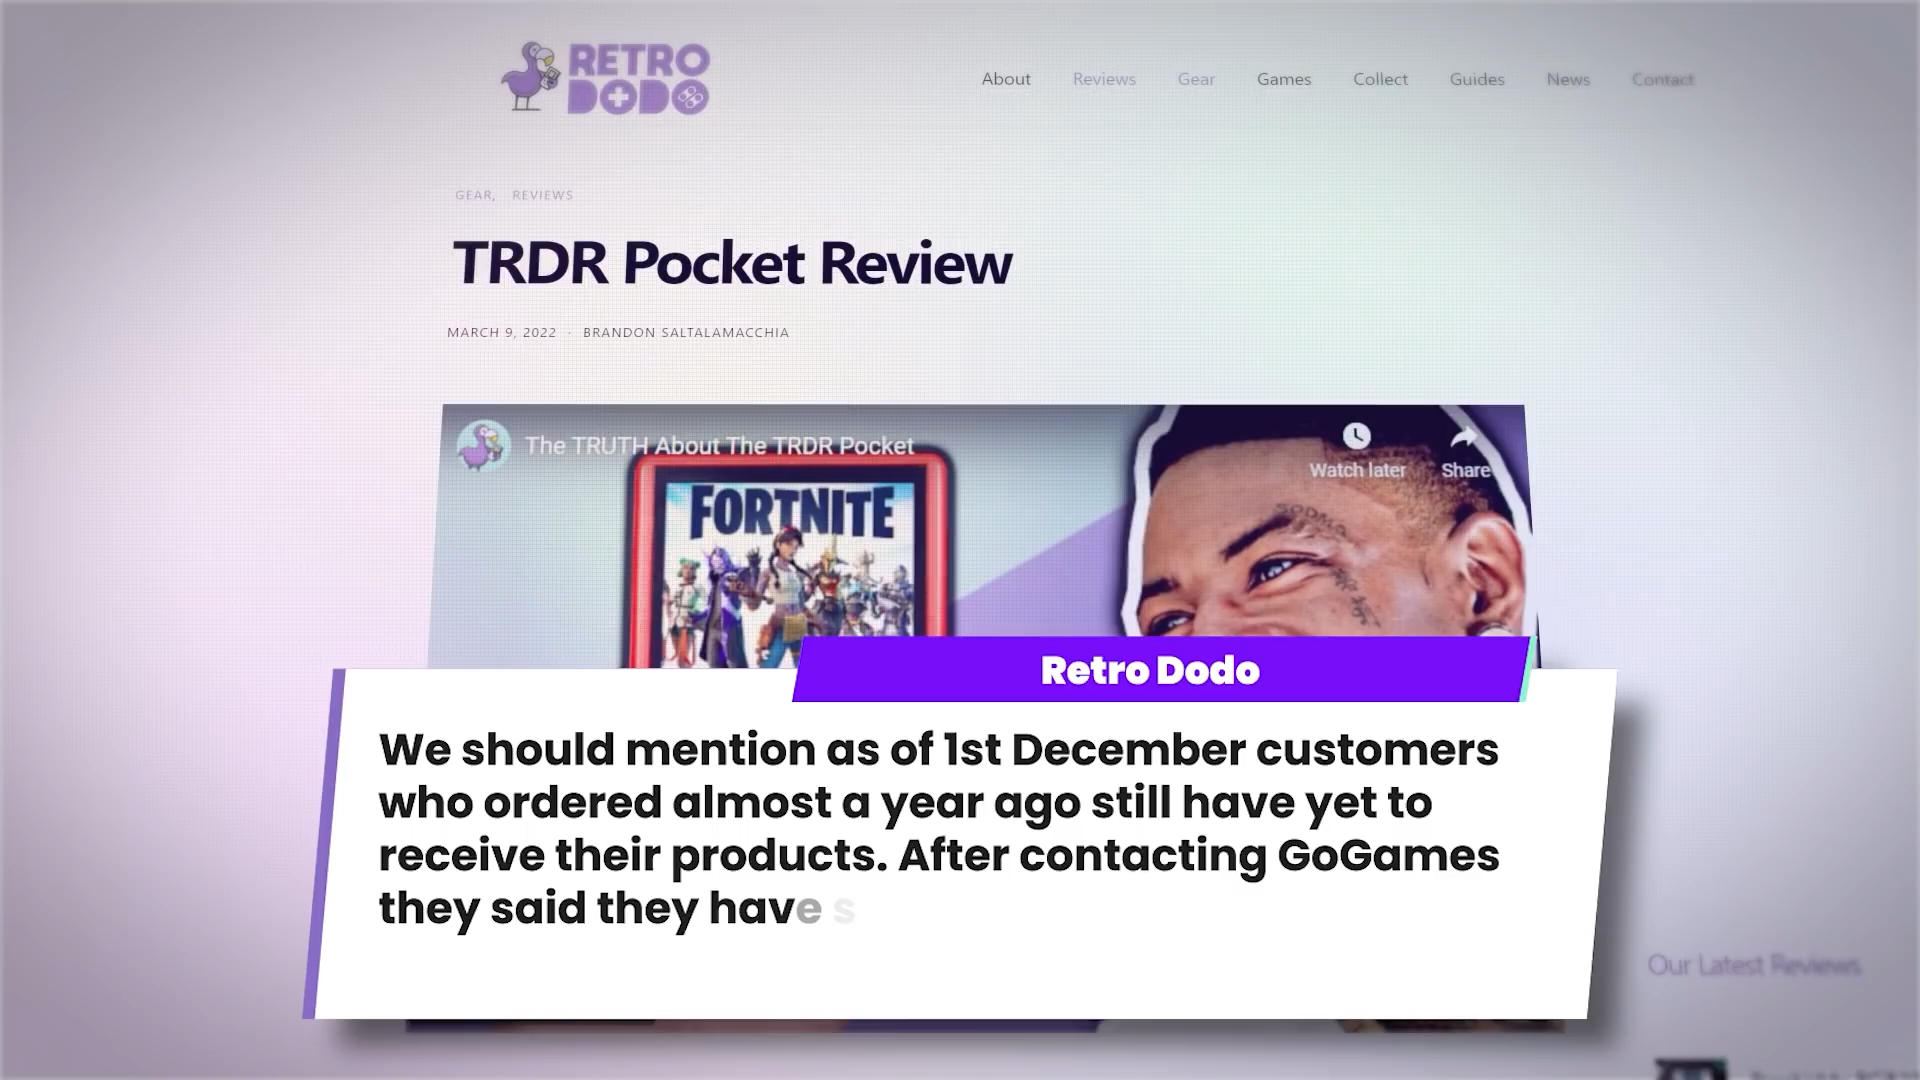 RETRO
DODO
About Reviews Gear Games Collect Guides News Contact
GEAR, REVIEWS
TRDR Pocket Review
MARCH 9, 2022 · BRANDON SALTALAMACCHIA
The TRUTH About The TRDR Pocket
Watch later Share
FORTNITE
Retro Dodo
We should mention as of 1st December customers
who ordered almost a year ago still have yet to
receive their products. After contacting GoGames
they said they have s
Our Latest Reviews